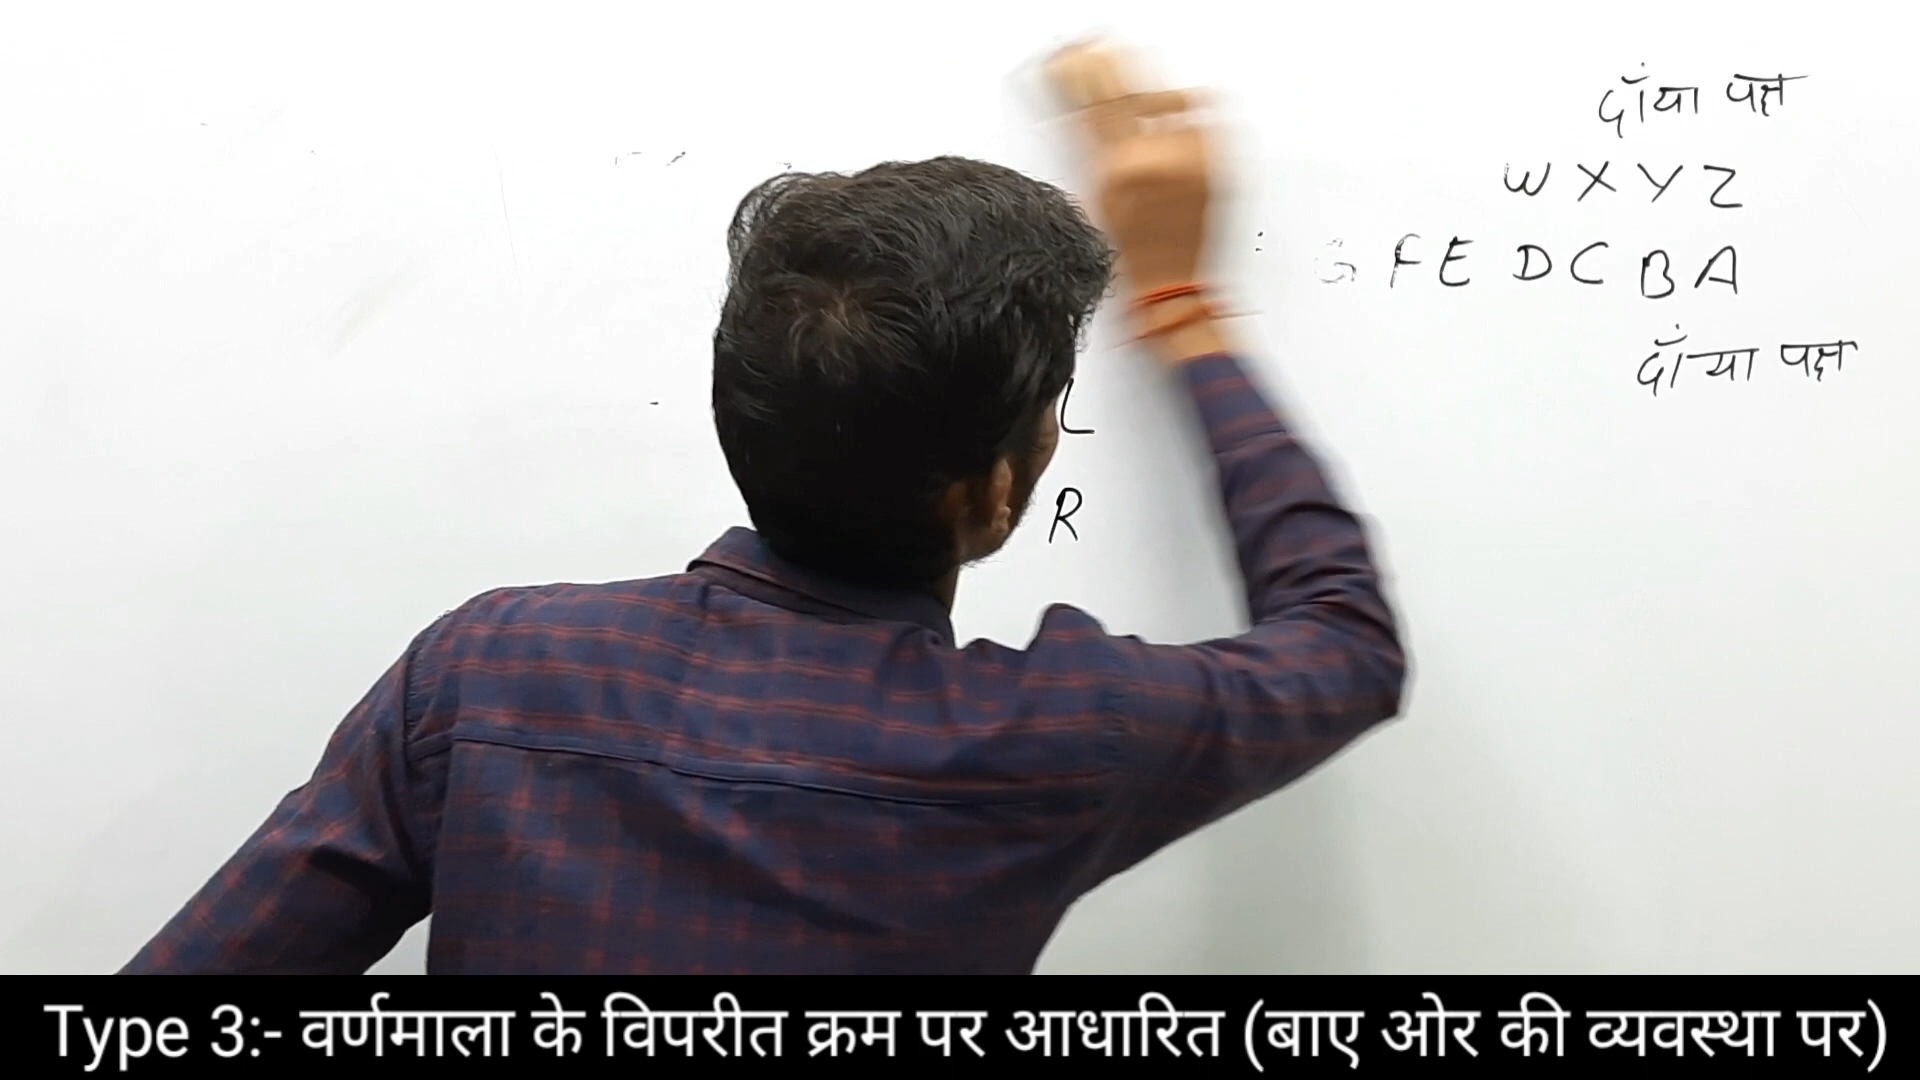 दाँया पक्ष
W X Y Z
G F E D C B A
दाँया पक्ष
L
R
Type 3:- वर्णमाला के विपरीत क्रम पर आधारित (बाए ओर की व्यवस्था पर)